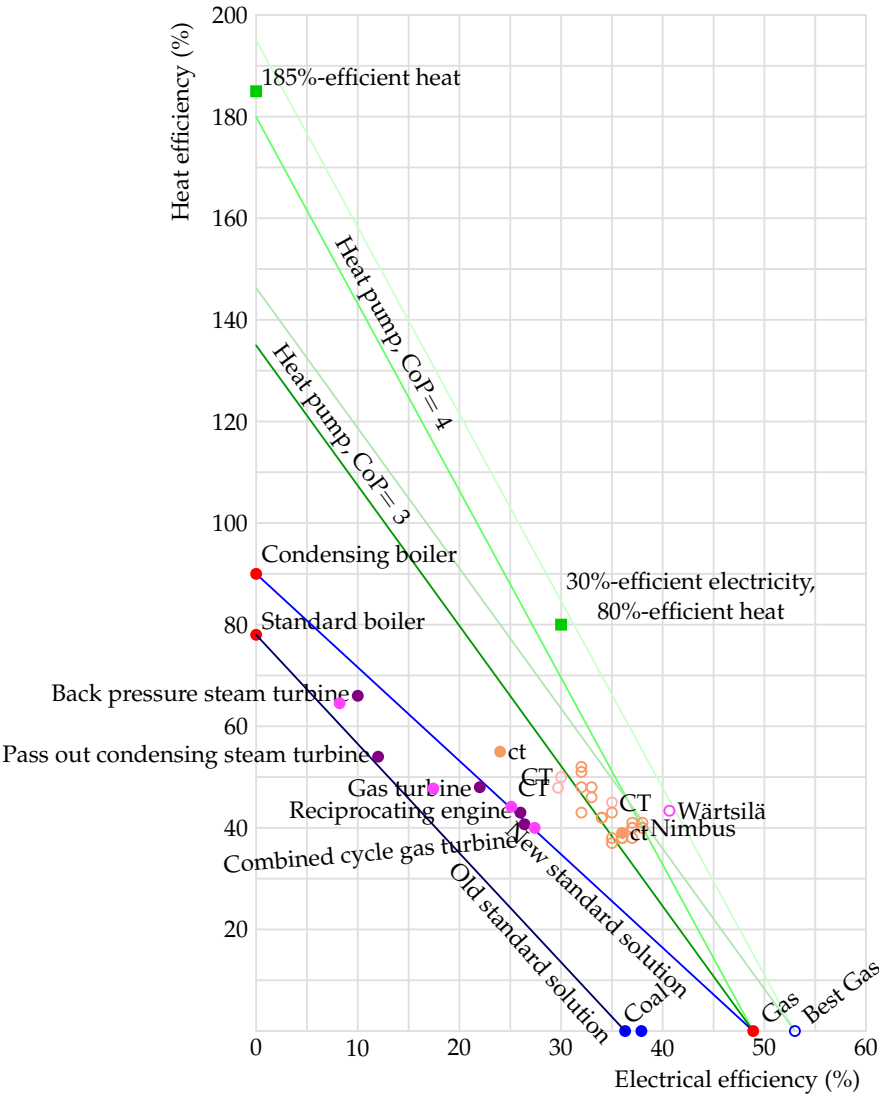 200
Heat efficiency (%)
185%-efficient heat
180
160
Heat pump, CoP= 4
140
Heat pump, CoP= 3
120
100
Condensing boiler
30%-efficient electricity,
80%-efficient heat
80
Standard boiler
Back pressure steam turbine
60
Pass out condensing steam turbine
ct
CT
Gas turbine
CT
CT
Reciprocating engine
Wärtsilä
40
ct
Nimbus
Combined cycle gas turbine
New standard solution
Old standard solution
20
Coal
Gas
Best Gas
0
10
20
30
40
50
60
Electrical efficiency (%)